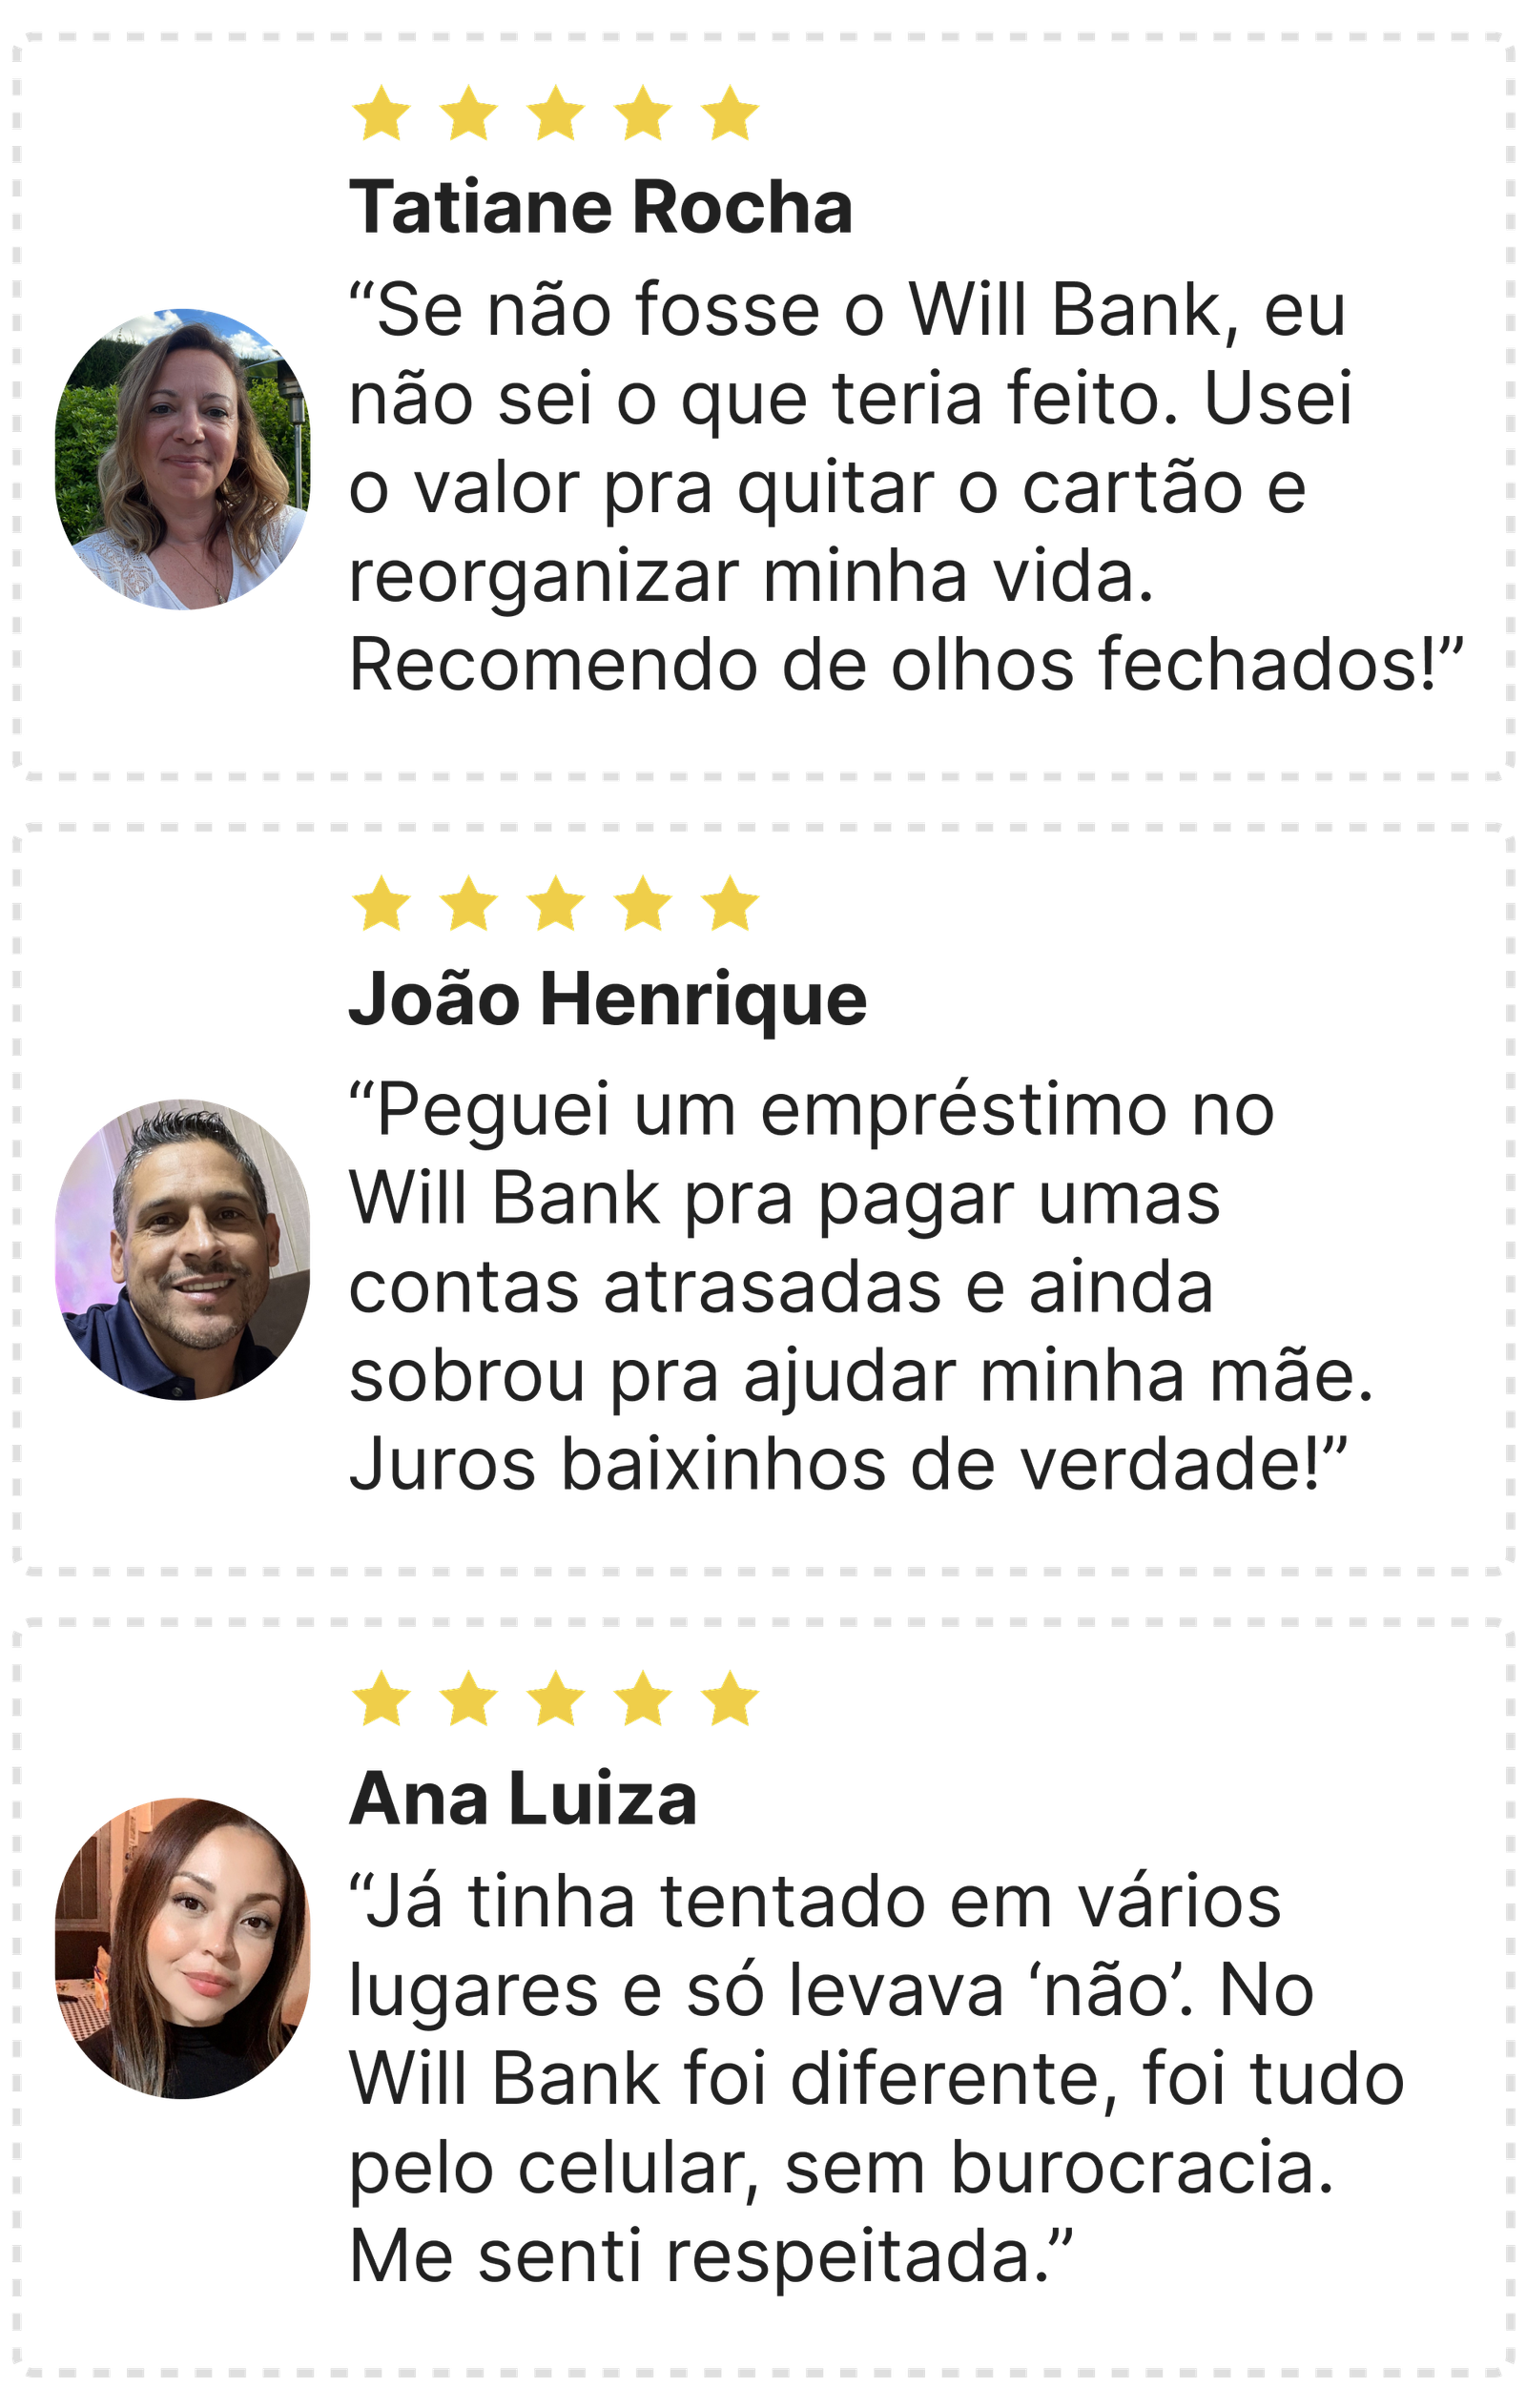 Tatiane Rocha
“Se não fosse o Will Bank, eu
não sei o que teria feito. Usei
o valor pra quitar o cartão e
reorganizar minha vida.
Recomendo de olhos fechados!”
João Henrique
“Peguei um empréstimo no
Will Bank pra pagar umas
contas atrasadas e ainda
sobrou pra ajudar minha mãe.
Juros baixinhos de verdade!”
Ana Luiza
“Já tinha tentado em vários
lugares e só levava ‘não’. No
Will Bank foi diferente, foi tudo
pelo celular, sem burocracia.
Me senti respeitada.”